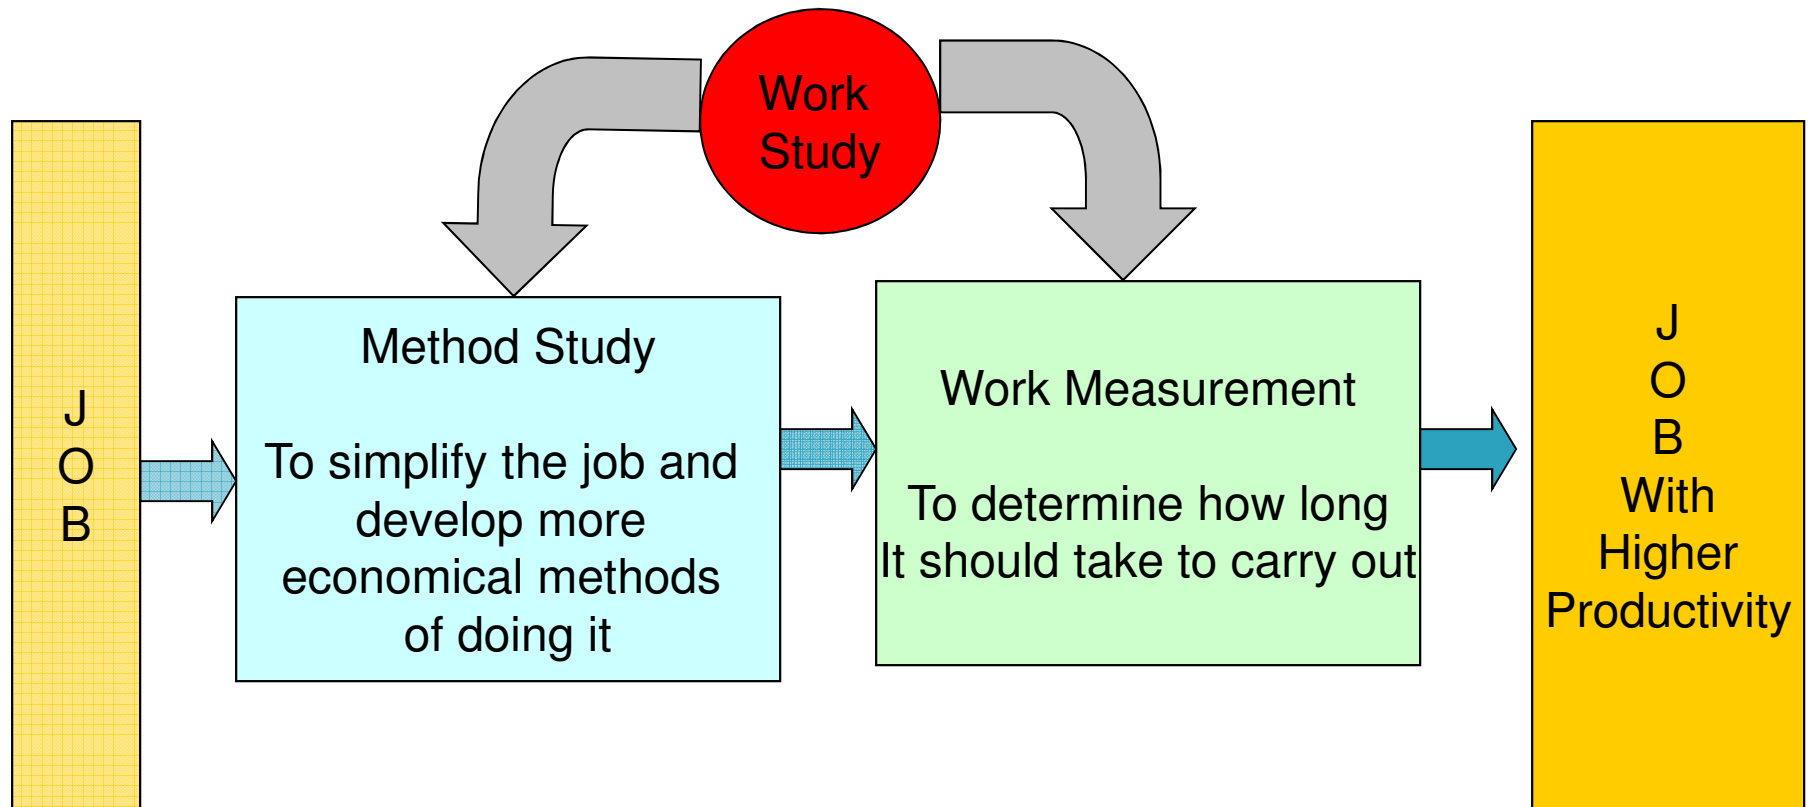 Work
Study
J
O
B
Method Study
To simplify the job and
develop more
economical methods
of doing it
Work Measurement
To determine how long
It should take to carry out
J
O
B
With
Higher
Productivity